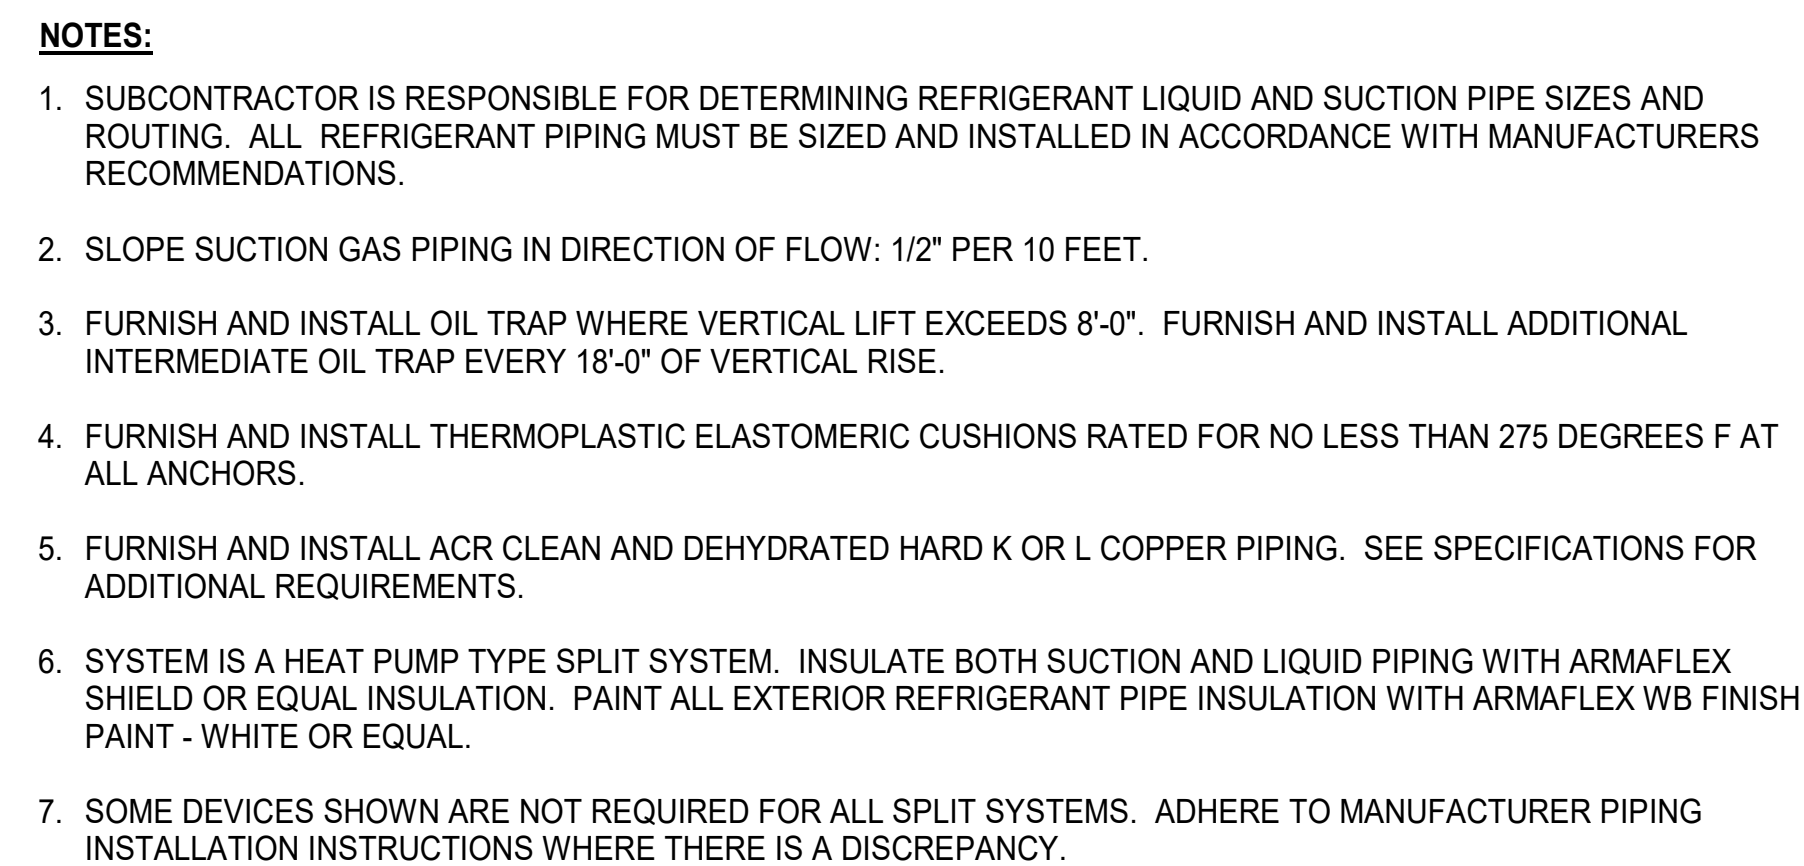 NOTES:
1. SUBCONTRACTOR IS RESPONSIBLE FOR DETERMINING REFRIGERANT LIQUID AND SUCTION PIPE SIZES AND
ROUTING.  ALL  REFRIGERANT PIPING MUST BE SIZED AND INSTALLED IN ACCORDANCE WITH MANUFACTURERS
RECOMMENDATIONS.
2. SLOPE SUCTION GAS PIPING IN DIRECTION OF FLOW: 1/2" PER 10 FEET.
3. FURNISH AND INSTALL OIL TRAP WHERE VERTICAL LIFT EXCEEDS 8'-0".  FURNISH AND INSTALL ADDITIONAL
INTERMEDIATE OIL TRAP EVERY 18'-0" OF VERTICAL RISE.
4. FURNISH AND INSTALL THERMOPLASTIC ELASTOMERIC CUSHIONS RATED FOR NO LESS THAN 275 DEGREES F AT
ALL ANCHORS.
5. FURNISH AND INSTALL ACR CLEAN AND DEHYDRATED HARD K OR L COPPER PIPING.  SEE SPECIFICATIONS FOR
ADDITIONAL REQUIREMENTS.
6. SYSTEM IS A HEAT PUMP TYPE SPLIT SYSTEM.  INSULATE BOTH SUCTION AND LIQUID PIPING WITH ARMAFLEX
SHIELD OR EQUAL INSULATION.  PAINT ALL EXTERIOR REFRIGERANT PIPE INSULATION WITH ARMAFLEX WB FINISH
PAINT - WHITE OR EQUAL.
7. SOME DEVICES SHOWN ARE NOT REQUIRED FOR ALL SPLIT SYSTEMS.  ADHERE TO MANUFACTURER PIPING
INSTALLATION INSTRUCTIONS WHERE THERE IS A DISCREPANCY.